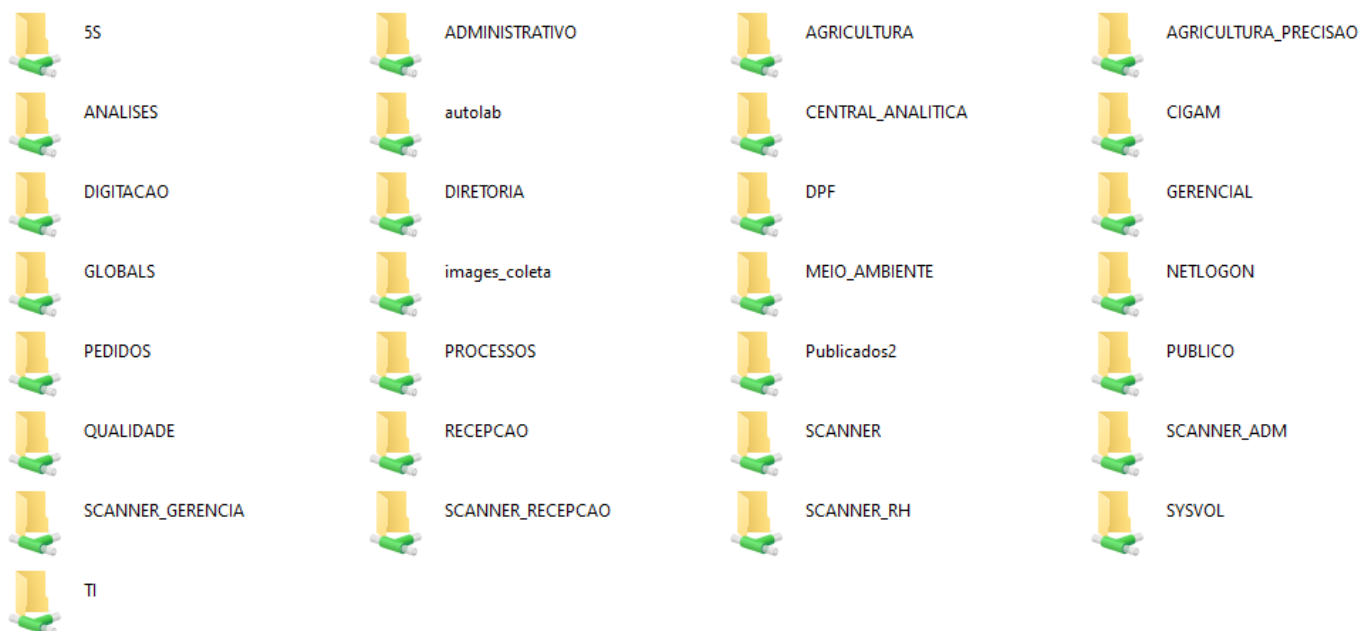 5S
ADMINISTRATIVO
AGRICULTURA
AGRICULTURA_PRECISAO
ANALISES
autolab
CENTRAL_ANALITICA
CIGAM
DIGITACAO
DIRETORIA
DPF
GERENCIAL
GLOBALS
images_coleta
MEIO_AMBIENTE
NETLOGON
PEDIDOS
PROCESSOS
Publicados2
PUBLICO
QUALIDADE
RECEPCAO
SCANNER
SCANNER_ADM
SCANNER_GERENCIA
SCANNER_RECEPCAO
SCANNER_RH
SYSVOL
TI